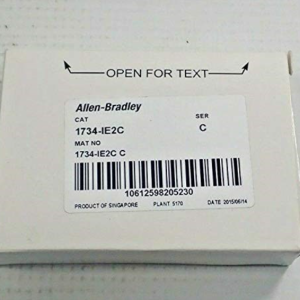 OPEN FOR TEXT
Allen-Bradley
CAT SER
1734-IE2C C
MAT NO
1734-IE2C C
10612598205230
PRODUCT OF SINGAPORE PLANT 5170 DATE 2015/06/14